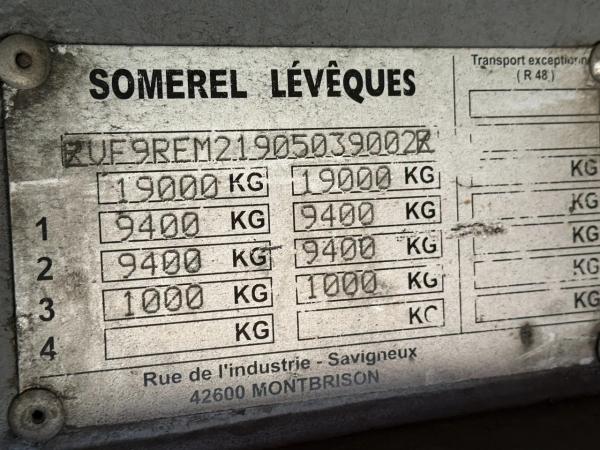 SOMEREL LÉVÊQUES
Transport exceptionnel
( R 48 )
VF9REM21905039002
19000 KG 19000 KG KG
1 9400 KG 9400 KG KG
2 9400 KG 9400 KG KG
3 1000 KG 1000 KG KG
4 KG KG KG
Rue de l'industrie - Savigneux
42600 MONTBRISON